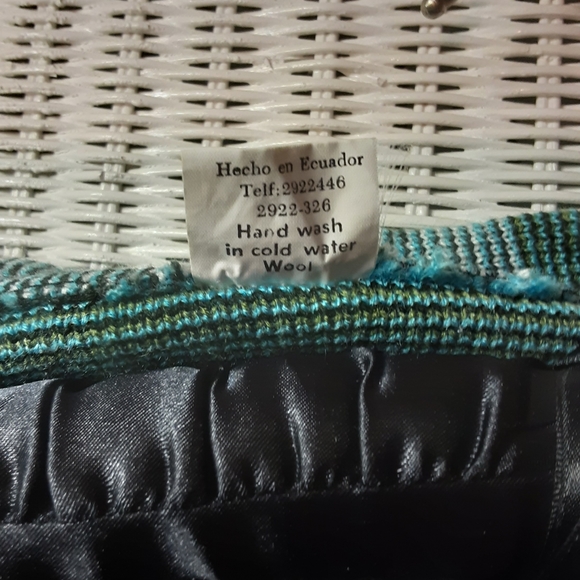 Hecho en Ecuador
Telf:2922446
2922-326
Hand wash
in cold water
Wool